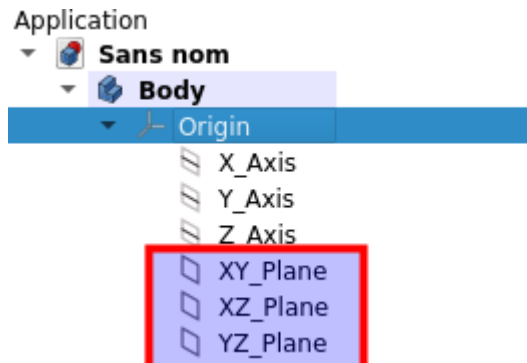 Application
Sans nom
Body
Origin
X_Axis
Y_Axis
Z_Axis
XY_Plane
XZ_Plane
YZ_Plane